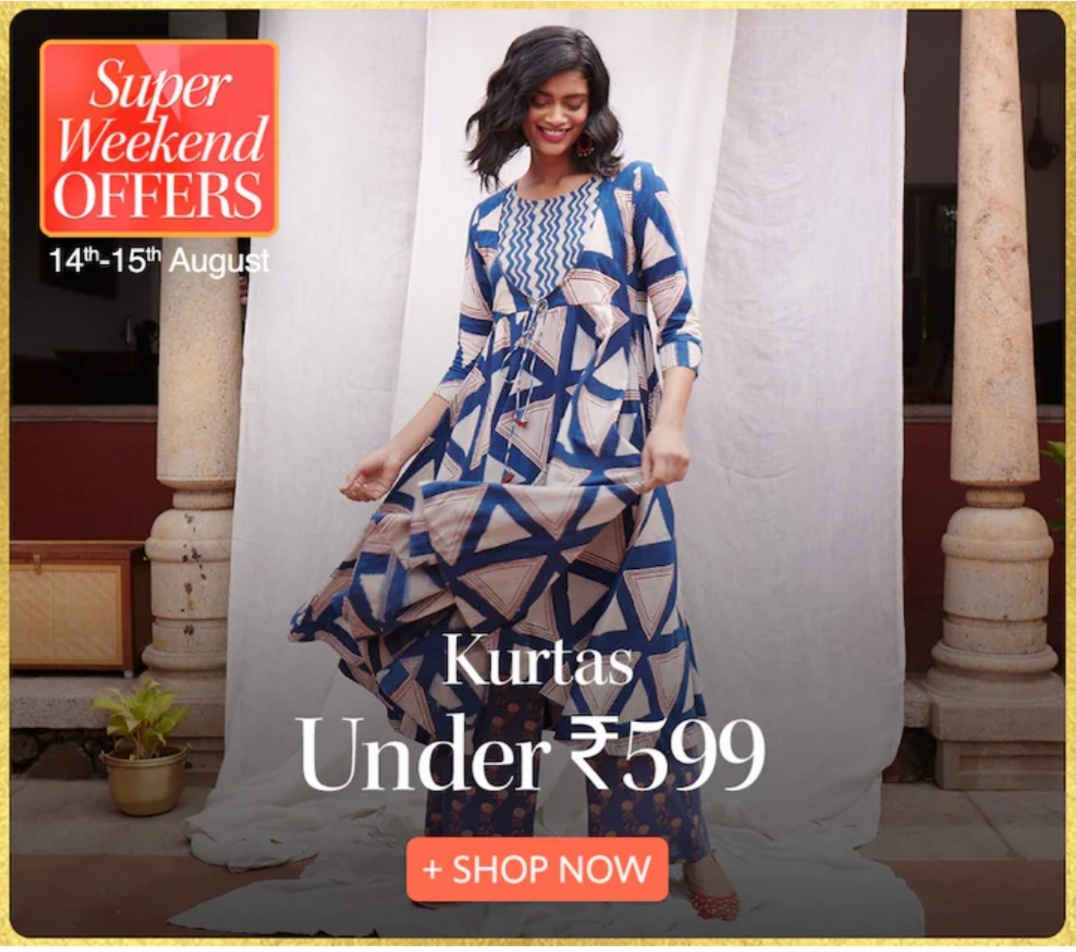 Super
Weekend
OFFERS
14th-15th August
Kurtas
Under ₹599
+ SHOP NOW